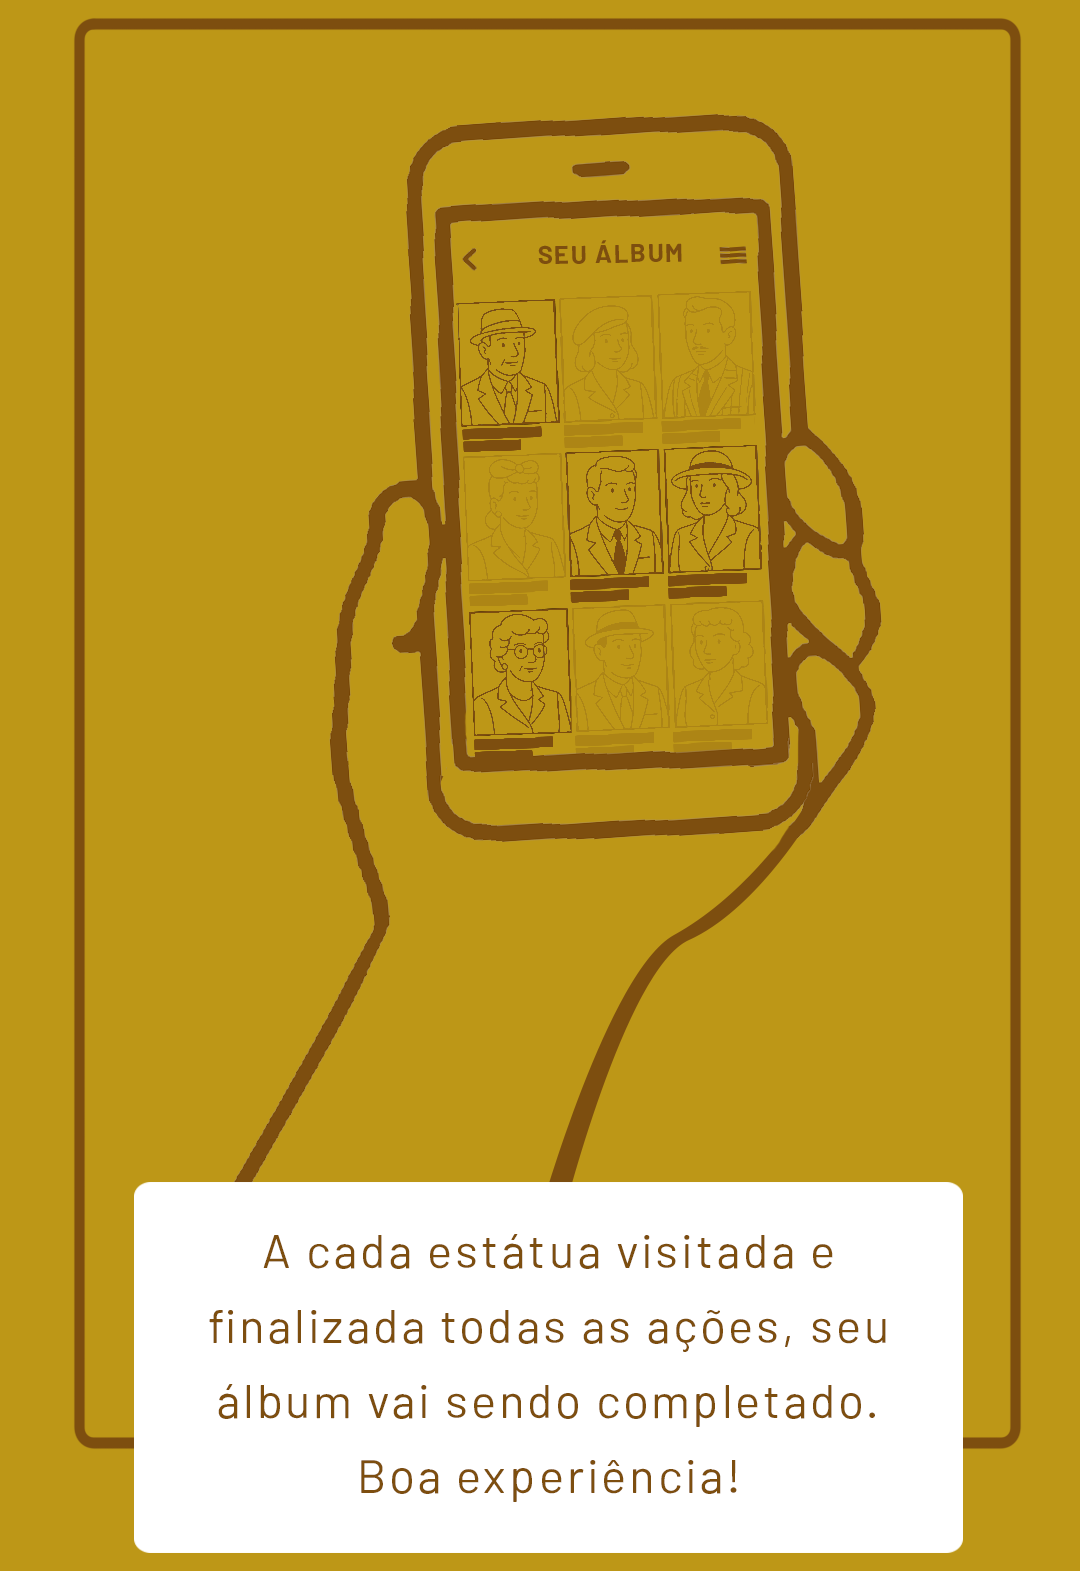 SEU ÁLBUM
A cada estátua visitada e
finalizada todas as ações, seu
álbum vai sendo completado.
Boa experiência!